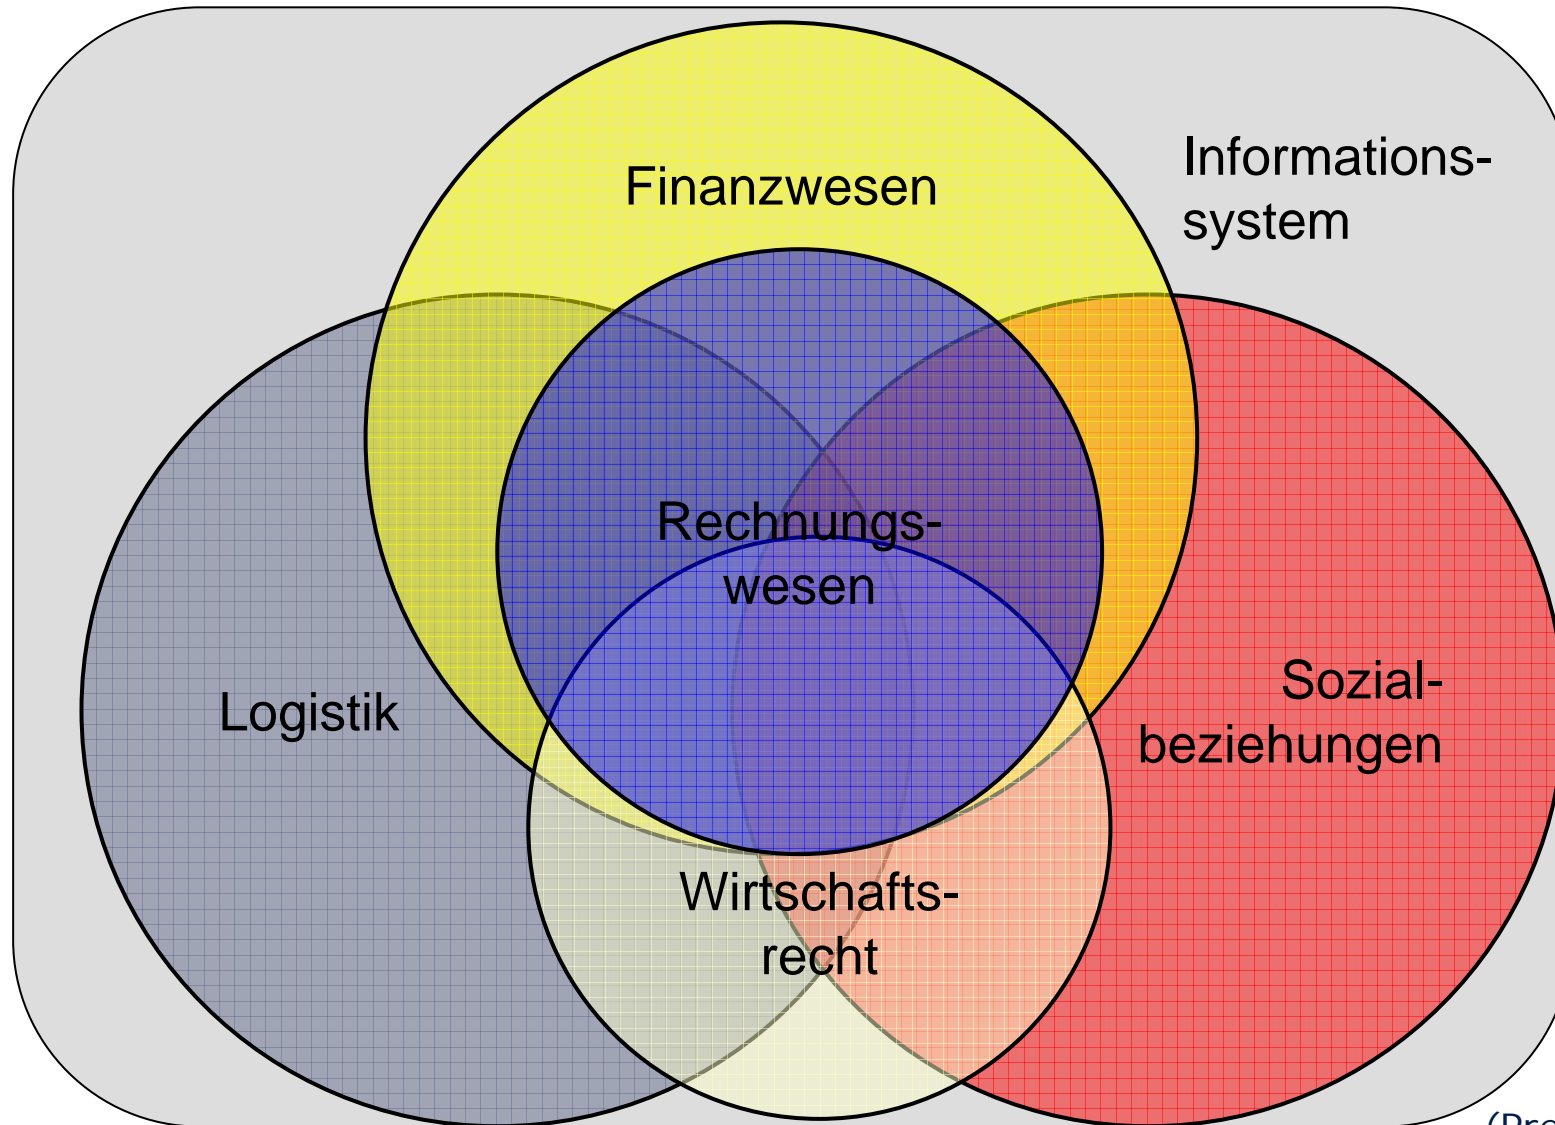 Finanzwesen
Informations-
system
Rechnungs-
wesen
Logistik
Sozial-
beziehungen
Wirtschafts-
recht